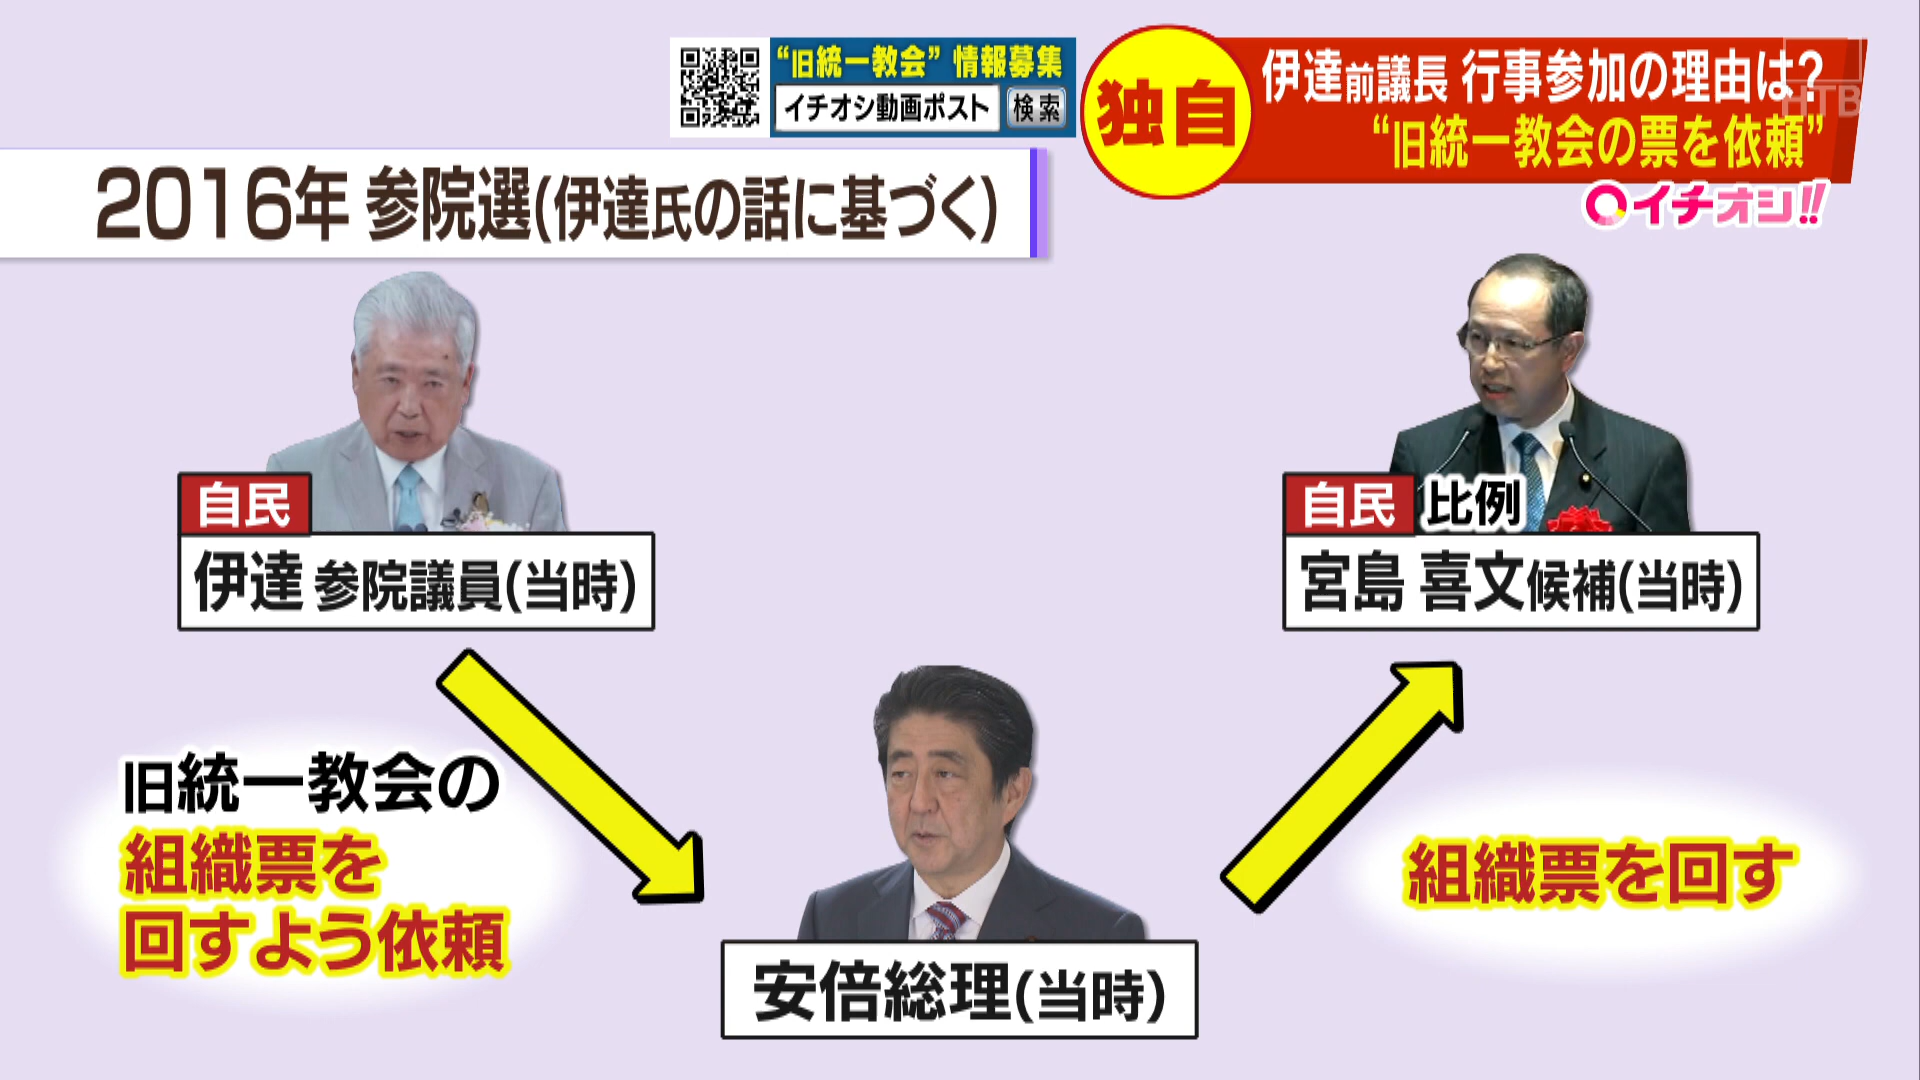 “旧統一教会” 情報募集
イチオシ動画ポスト 検索
独自
伊達前議長 行事参加の理由は？
“旧統一教会の票を依頼”
HTB
イチオシ!!
2016年 参院選(伊達氏の話に基づく)
自民
伊達 参院議員(当時)
自民 比例
宮島 喜文候補(当時)
旧統一教会の
組織票を
回すよう依頼
組織票を回す
安倍総理(当時)